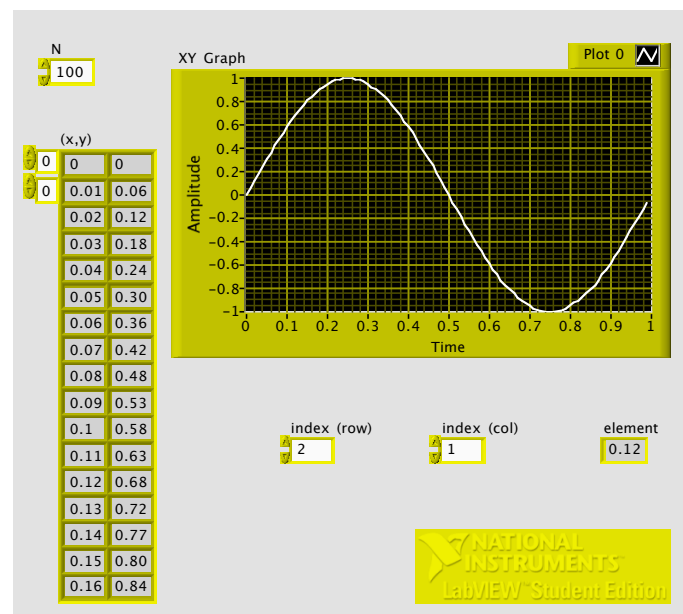 N
100
XY Graph
Plot 0
(x,y)
0
0
0 0
0.01 0.06
0.02 0.12
0.03 0.18
0.04 0.24
0.05 0.30
0.06 0.36
0.07 0.42
0.08 0.48
0.09 0.53
0.1 0.58
0.11 0.63
0.12 0.68
0.13 0.72
0.14 0.77
0.15 0.80
0.16 0.84
Amplitude
1
0.8
0.6
0.4
0.2
0
-0.2
-0.4
-0.6
-0.8
-1
0 0.1 0.2 0.3 0.4 0.5 0.6 0.7 0.8 0.9 1
Time
index (row)
2
index (col)
1
element
0.12
NATIONAL
INSTRUMENTS™
LabVIEW™Student Edition